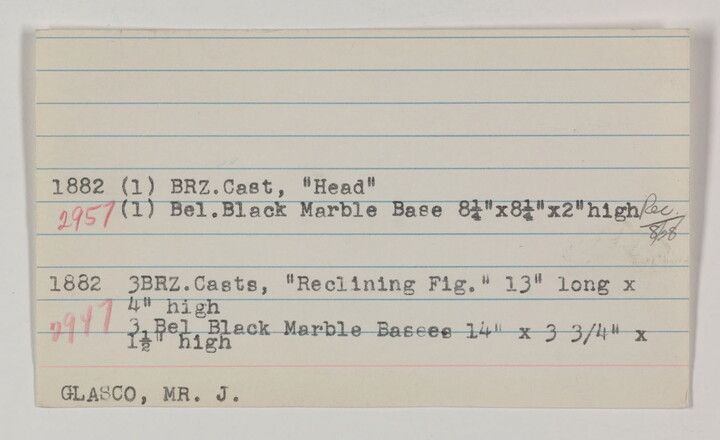 1882 (1) BRZ.Cast, "Head"
2957 (1) Bel.Black Marble Base 8¼"x8¼"x2"high Rec. 8/58
1882 3BRZ.Casts, "Reclining Fig." 13" long x
4" high
2947 3 Bel Black Marble Basees 14" x 3 3/4" x
1½" high
GLASCO, MR. J.